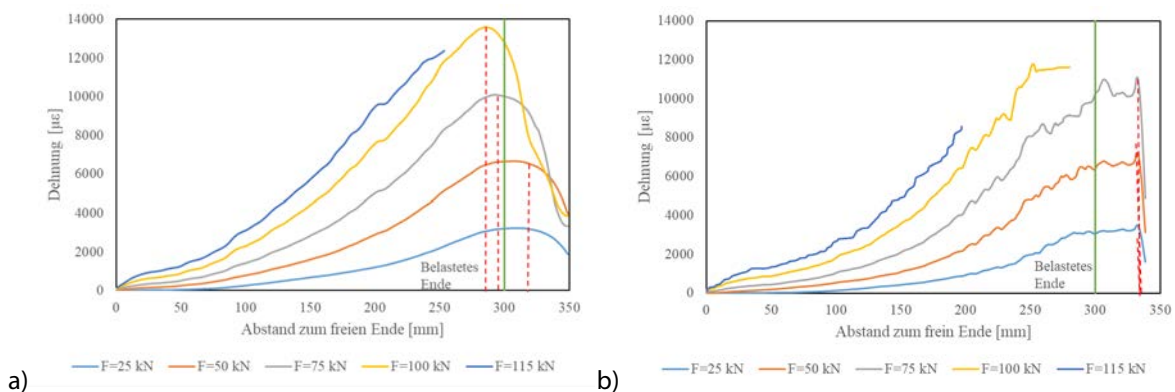 14000
12000
10000
8000
6000
4000
2000
0
Dehnung [µε]
Belastetes
Ende
0 50 100 150 200 250 300 350
Abstand zum freien Ende [mm]
F=25 kN F=50 kN F=75 kN F=100 kN F=115 kN
a)
14000
12000
10000
8000
6000
4000
2000
0
Dehnung [µε]
Belastetes
Ende
0 50 100 150 200 250 300 350
Abstand zum frein Ende [mm]
F=25 kN F=50 kN F=75 kN F=100 kN F=115 kN
b)